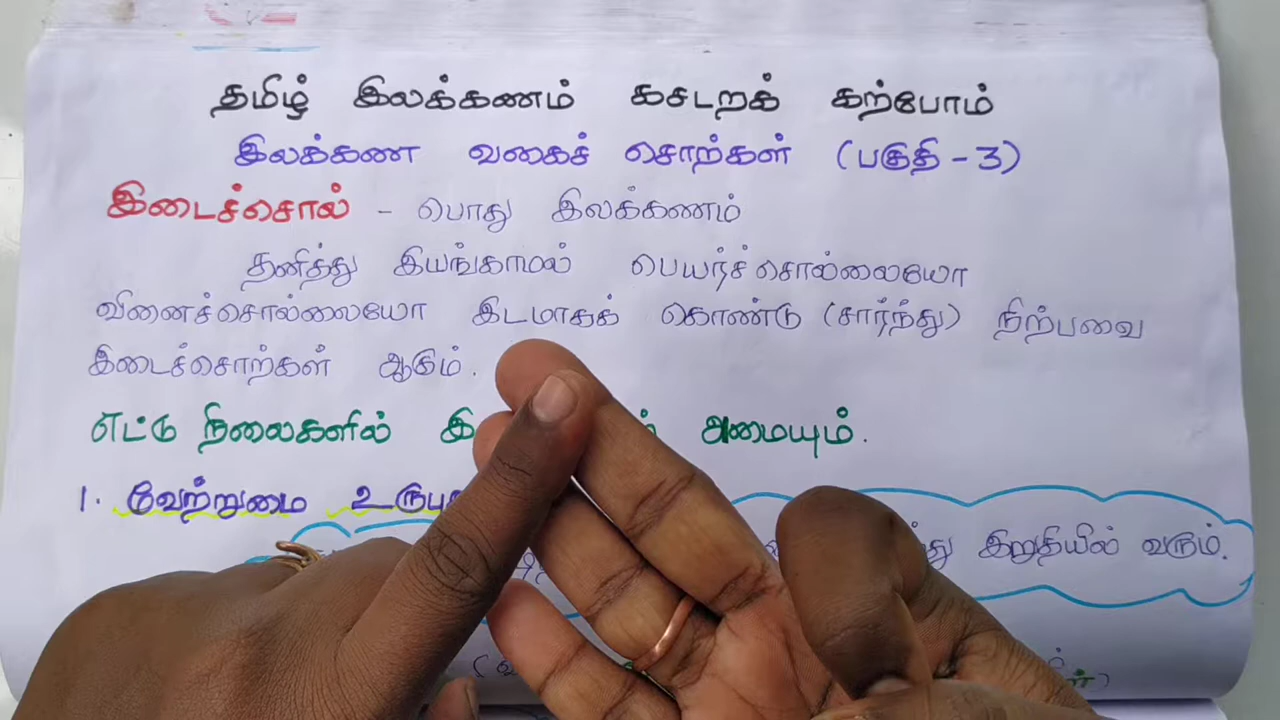 தமிழ் இலக்கணம் கசடறக் கற்போம்
இலக்கண வகைச் சொற்கள் (பகுதி - 3)
இடைச்சொல் - பொது இலக்கணம்
தனித்து இயங்காமல் பெயர்ச்சொல்லையோ
வினைச்சொல்லையோ இடமாகக் கொண்டு (சார்ந்து) நிற்பவை
இடைச்சொற்கள் ஆகும்.
எட்டு நிலைகளில் அமையும்.
1. வேற்றுமை
இறுதியில் வரும்.